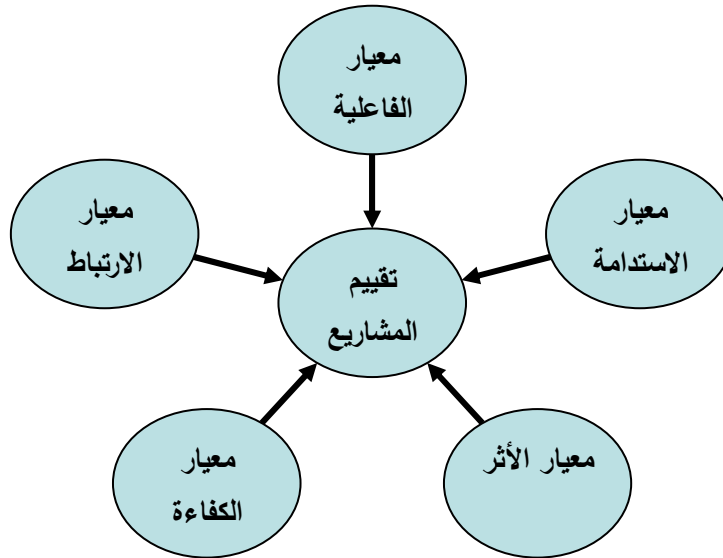 معيار
الفاعلية
معيار
الاستدامة
معيار
الارتباط
تقييم
المشاريع
معيار الأثر
معيار
الكفاءة